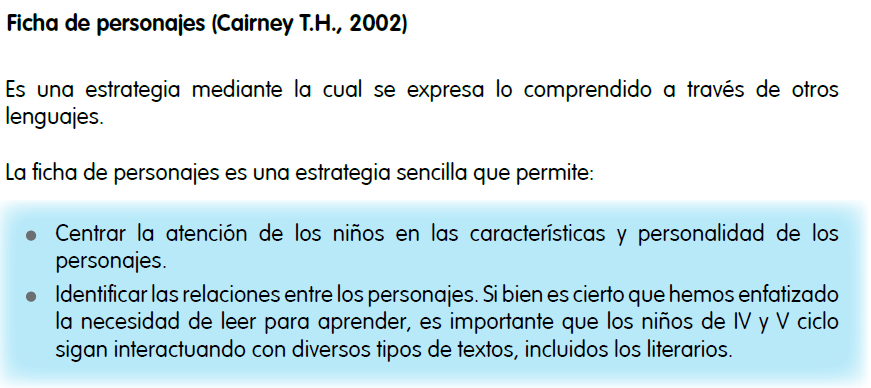 Ficha de personajes (Cairney T.H., 2002)
Es una estrategia mediante la cual se expresa lo comprendido a través de otros
lenguajes.
La ficha de personajes es una estrategia sencilla que permite:
● Centrar la atención de los niños en las características y personalidad de los
personajes.
● Identificar las relaciones entre los personajes. Si bien es cierto que hemos enfatizado
la necesidad de leer para aprender, es importante que los niños de IV y V ciclo
sigan interactuando con diversos tipos de textos, incluidos los literarios.